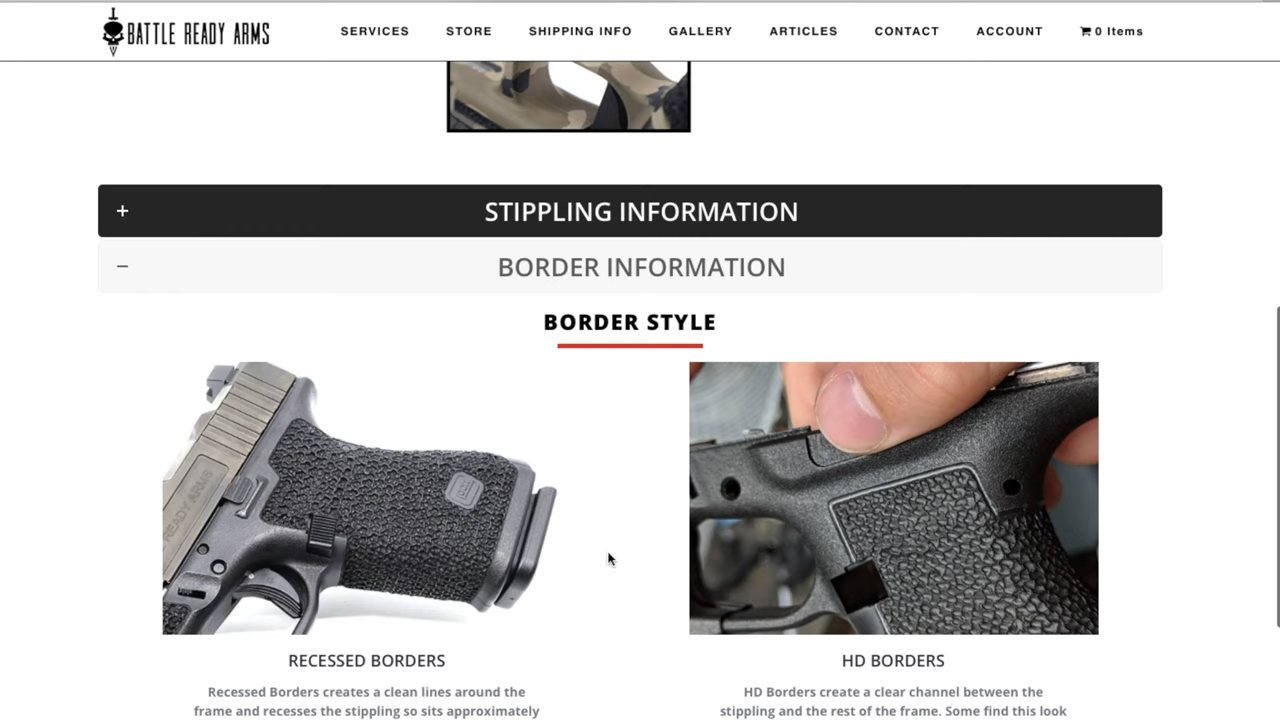 BATTLE READY ARMS
SERVICES STORE SHIPPING INFO GALLERY ARTICLES CONTACT ACCOUNT 0 Items
+ STIPPLING INFORMATION
− BORDER INFORMATION
BORDER STYLE
READY ARMS
RECESSED BORDERS
Recessed Borders creates a clean lines around the
frame and recesses the stippling so sits approximately
HD BORDERS
HD Borders create a clear channel between the
stippling and the rest of the frame. Some find this look